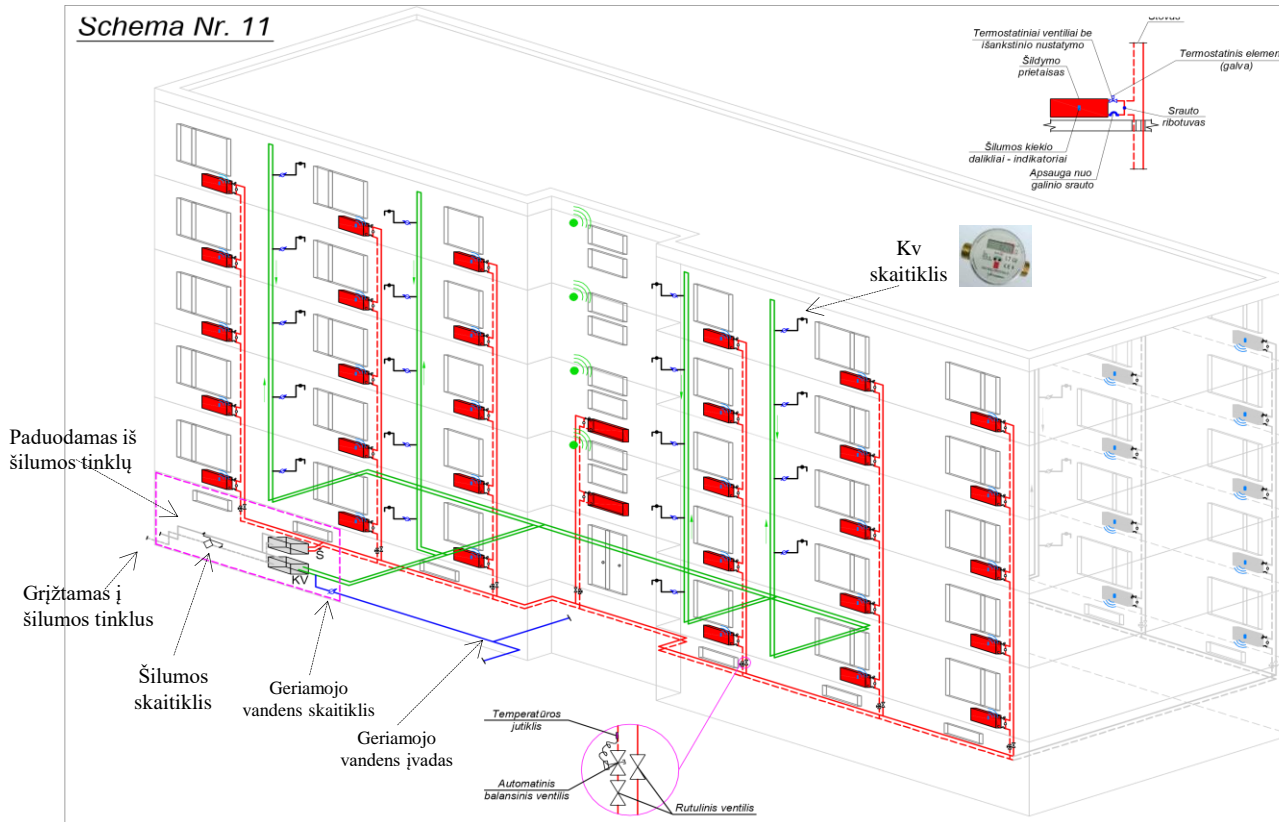 Schema Nr. 11
Stovas
Termostatiniai ventiliai be
išankstinio nustatymo
Termostatinis elemen
(galva)
Šildymo
prietaisas
Srauto
ribotuvas
Šilumos kiekio
dalikliai - indikatoriai
Apsauga nuo
galinio srauto
Kv
skaitiklis
Paduodamas iš
šilumos tinklų
Š
KV
Grįžtamas į
šilumos tinklus
Šilumos
skaitiklis
Geriamojo
vandens skaitiklis
Geriamojo
vandens įvadas
Temperatūros
jutiklis
Automatinis
balansinis ventilis
Rutulinis ventilis